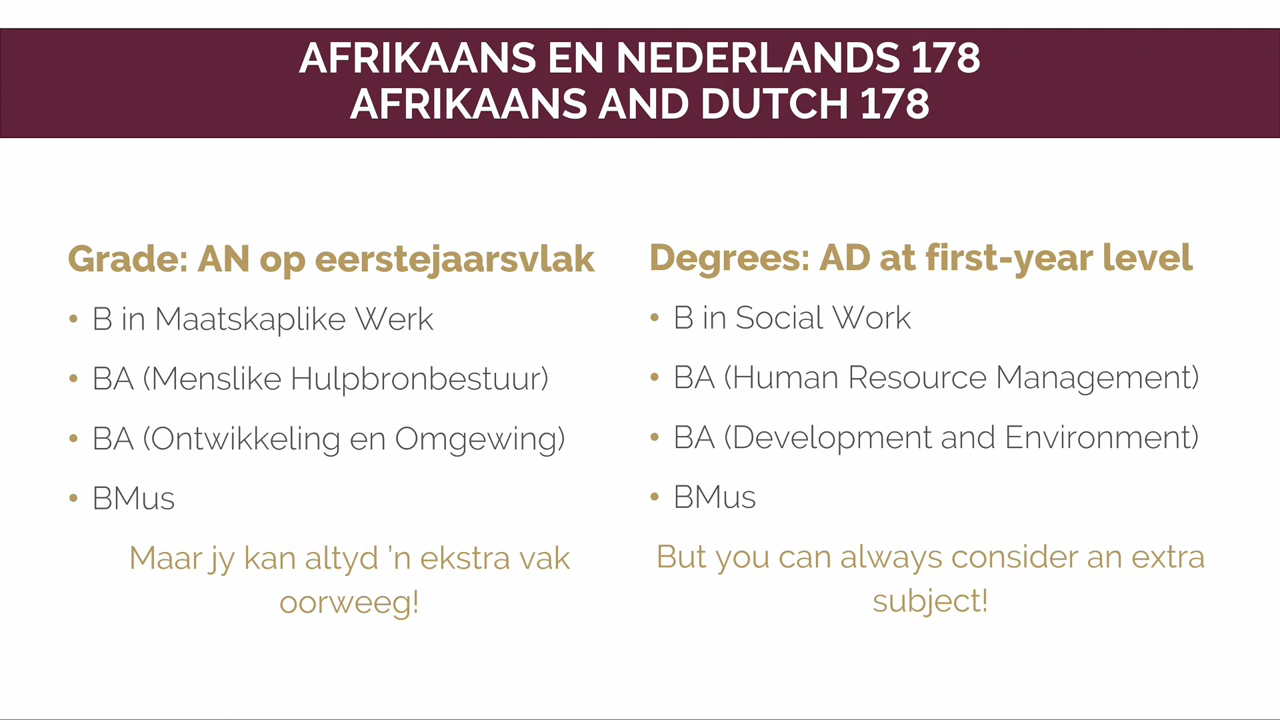 AFRIKAANS EN NEDERLANDS 178
AFRIKAANS AND DUTCH 178
Grade: AN op eerstejaarsvlak
• B in Maatskaplike Werk
• BA (Menslike Hulpbronbestuur)
• BA (Ontwikkeling en Omgewing)
• BMus
Maar jy kan altyd 'n ekstra vak
oorweeg!
Degrees: AD at first-year level
• B in Social Work
• BA (Human Resource Management)
• BA (Development and Environment)
• BMus
But you can always consider an extra
subject!